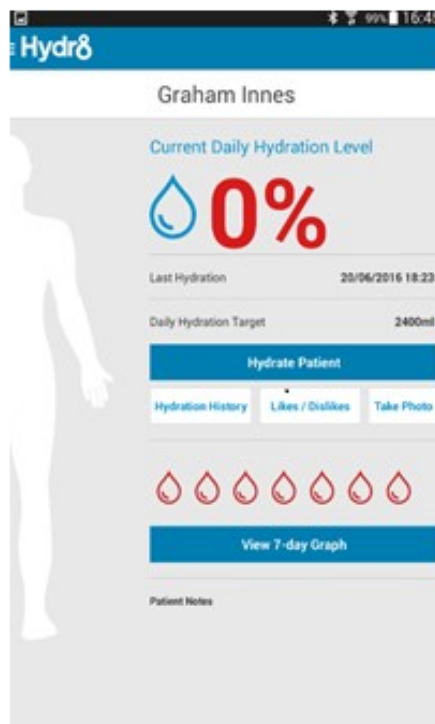 99% 16:45
Hydr8
Graham Innes
Current Daily Hydration Level
0%
Last Hydration 20/06/2016 18:23
Daily Hydration Target 2400ml
Hydrate Patient
Hydration History Likes / Dislikes Take Photo
View 7-day Graph
Patient Notes